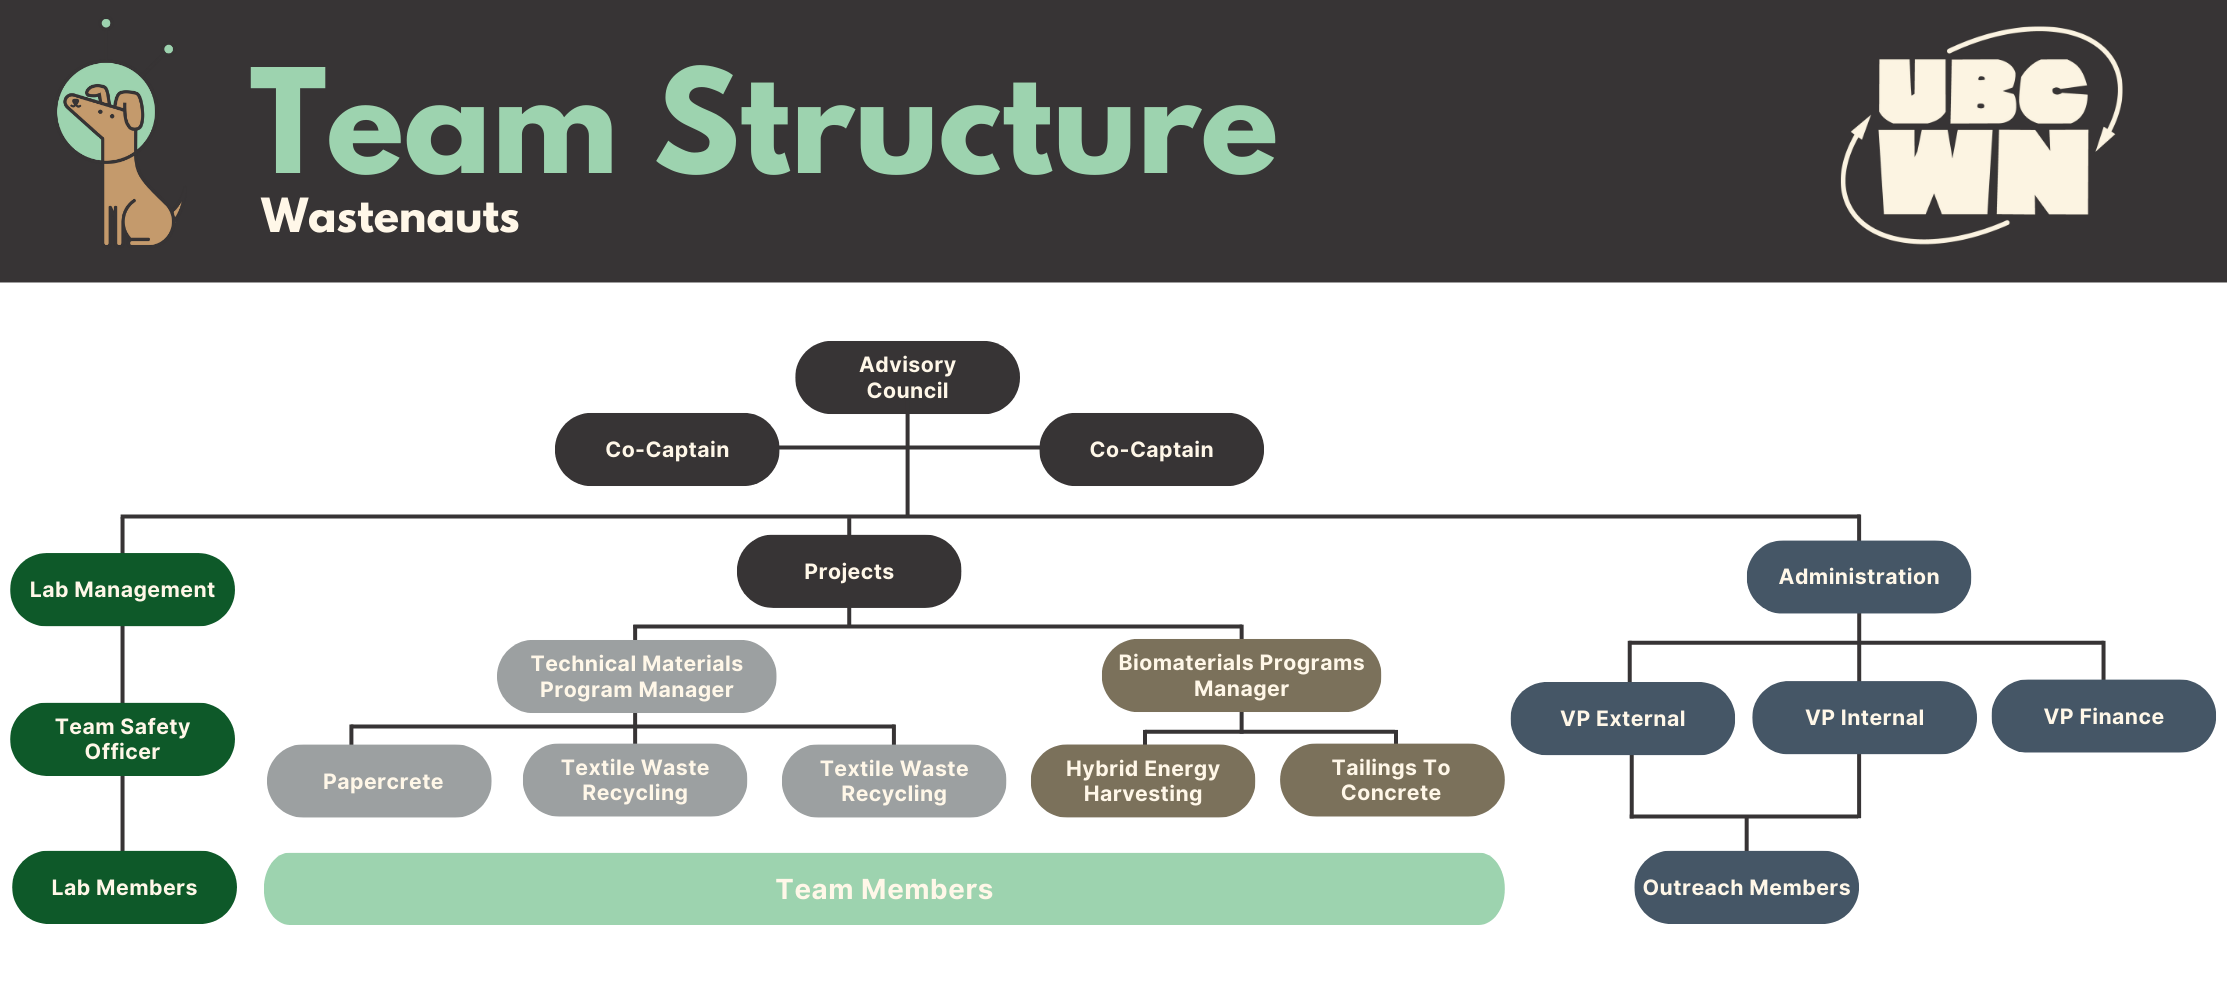 Team Structure
Wastenauts
UBC
WN
Advisory
Council
Co-Captain
Co-Captain
Projects
Lab Management
Administration
Technical Materials
Program Manager
Biomaterials Programs
Manager
Team Safety
Officer
VP External
VP Internal
VP Finance
Papercrete
Textile Waste
Recycling
Textile Waste
Recycling
Hybrid Energy
Harvesting
Tailings To
Concrete
Lab Members
Team Members
Outreach Members